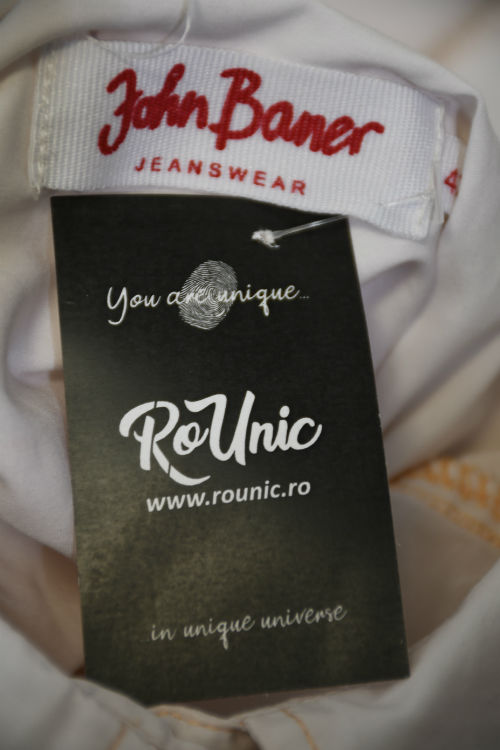 John Baner
JEANSWEAR
You are unique...
RoUnic
www.rounic.ro
...in unique universe